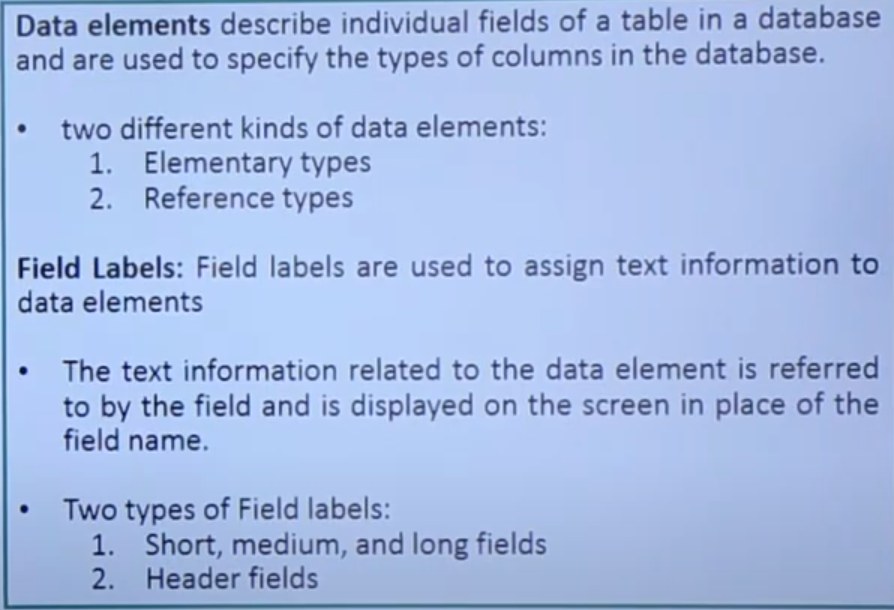 Data elements describe individual fields of a table in a database
and are used to specify the types of columns in the database.
• two different kinds of data elements:
1. Elementary types
2. Reference types
Field Labels: Field labels are used to assign text information to
data elements
• The text information related to the data element is referred
to by the field and is displayed on the screen in place of the
field name.
• Two types of Field labels:
1. Short, medium, and long fields
2. Header fields